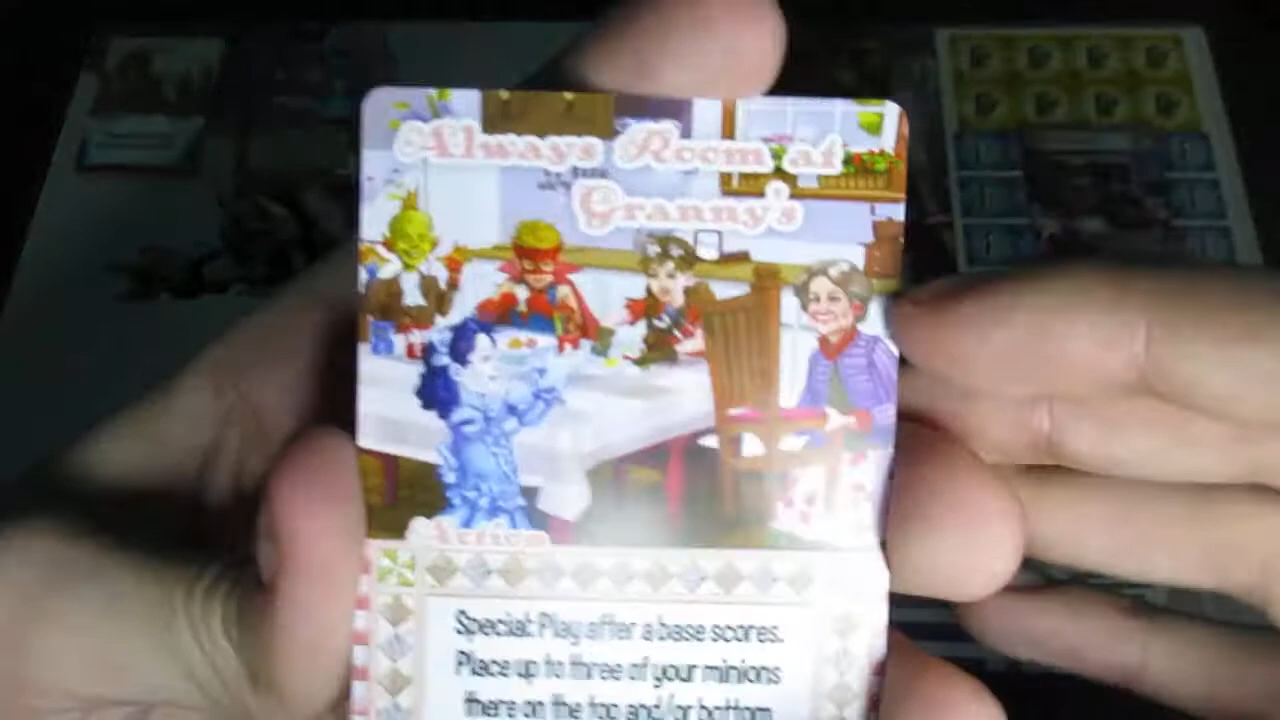 Always Room at
Granny's
Action
Special: Play after a base scores.
Place up to three of your minions
there on the top and/or bottom